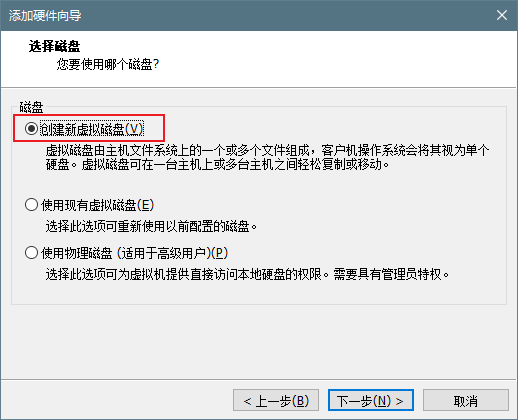 添加硬件向导
选择磁盘
您要使用哪个磁盘?
磁盘
创建新虚拟磁盘(V)
虚拟磁盘由主机文件系统上的一个或多个文件组成，客户机操作系统会将其视为单个
硬盘。虚拟磁盘可在一台主机上或多台主机之间轻松复制或移动。
使用现有虚拟磁盘(E)
选择此选项可重新使用以前配置的磁盘。
使用物理磁盘 (适用于高级用户)(P)
选择此选项可为虚拟机提供直接访问本地硬盘的权限。需要具有管理员特权。
< 上一步(B)
下一步(N) >
取消